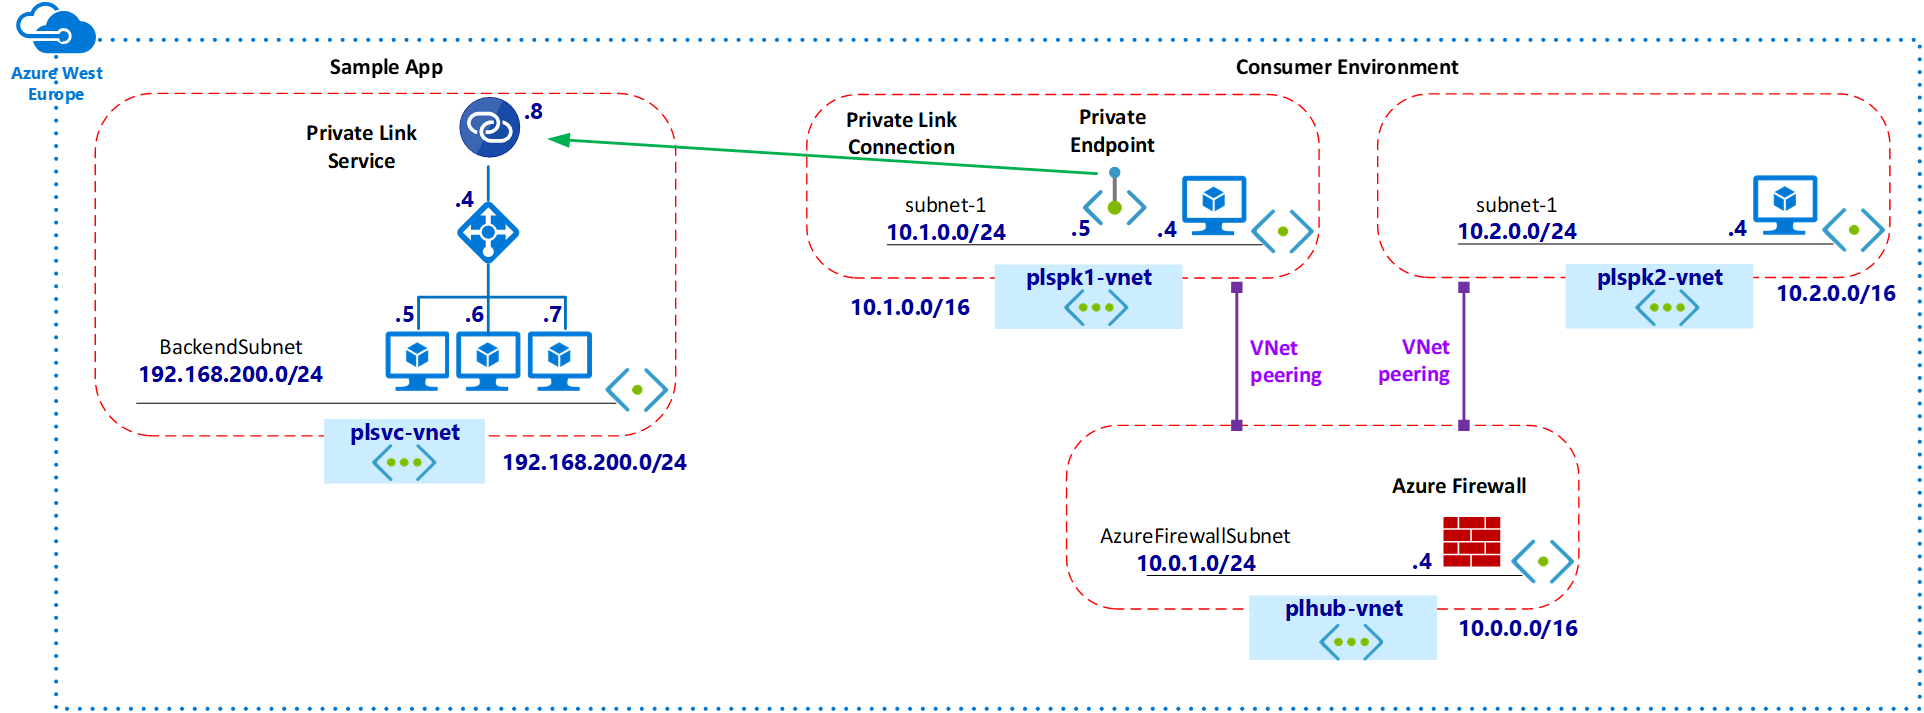 Azure West
Europe
Sample App
Private Link
Service
.8
.4
.5
.6
.7
BackendSubnet
192.168.200.0/24
plsvc-vnet
192.168.200.0/24
Consumer Environment
Private Link
Connection
Private
Endpoint
subnet-1
10.1.0.0/24
.5
.4
plspk1-vnet
10.1.0.0/16
subnet-1
10.2.0.0/24
.4
plspk2-vnet
10.2.0.0/16
VNet
peering
VNet
peering
Azure Firewall
AzureFirewallSubnet
10.0.1.0/24
.4
plhub-vnet
10.0.0.0/16